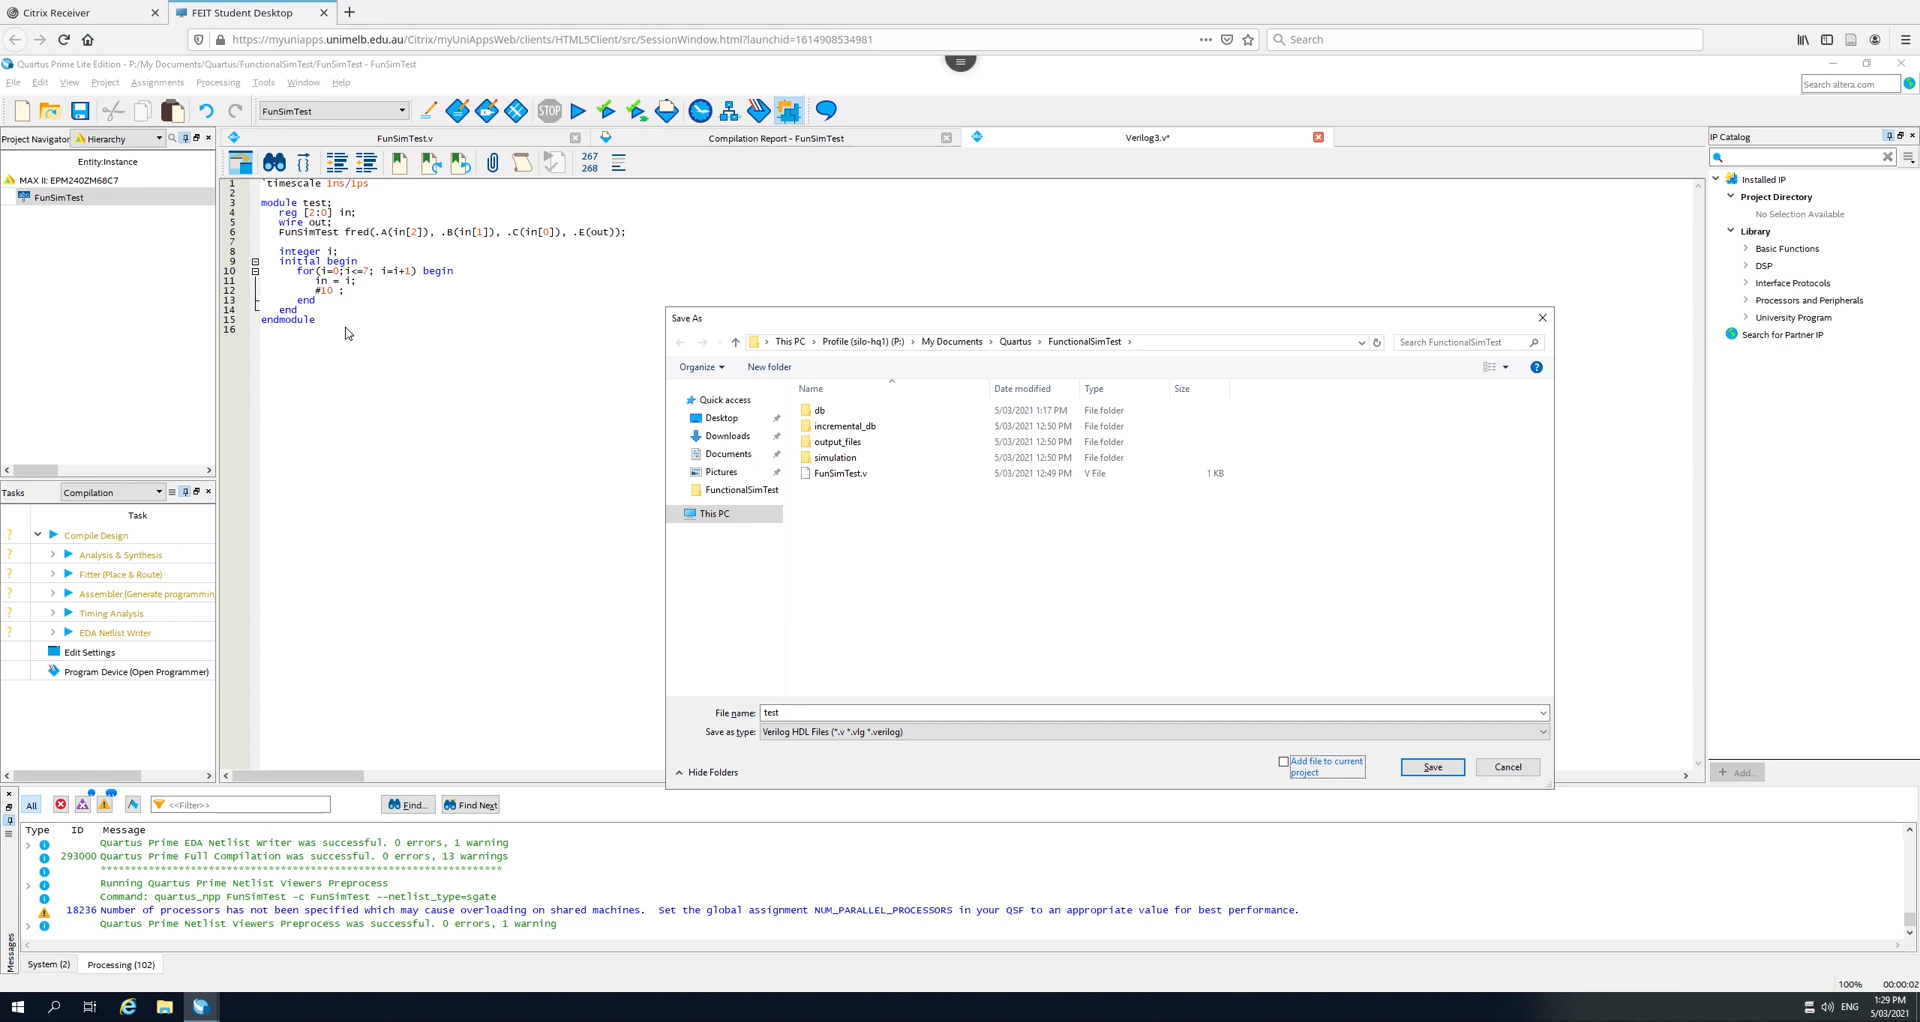 Citrix Receiver
FEIT Student Desktop
https://myuniapps.unimelb.edu.au/Citrix/myUniAppsWeb/clients/HTML5Client/src/SessionWindow.html?launchid=1614908534981
Search
Quartus Prime Lite Edition - P:/My Documents/Quartus/FunctionalSimTest/FunSimTest - FunSimTest
File Edit View Project Assignments Processing Tools Window Help
Search altera.com
FunSimTest
STOP
Project Navigator Hierarchy
FunSimTest.v
Compilation Report - FunSimTest
Verilog3.v*
IP Catalog
Entity:Instance
MAX II: EPM240ZM68C7
FunSimTest
267
268
1 `timescale 1ns/1ps
2
3 module test;
4 reg [2:0] in;
5 wire out;
6 FunSimTest fred(.A(in[2]), .B(in[1]), .C(in[0]), .E(out));
7
8 integer i;
9 initial begin
10 for(i=0;i<=7; i=i+1) begin
11 in = i;
12 #10 ;
13 end
14 end
15 endmodule
16
Installed IP
Project Directory
No Selection Available
Library
Basic Functions
DSP
Interface Protocols
Processors and Peripherals
University Program
Search for Partner IP
+ Add...
Tasks Compilation
Task
Compile Design
Analysis & Synthesis
Fitter (Place & Route)
Assembler (Generate programmin
Timing Analysis
EDA Netlist Writer
Edit Settings
Program Device (Open Programmer)
Save As
This PC › Profile (silo-hq1) (P:) › My Documents › Quartus › FunctionalSimTest ›
Search FunctionalSimTest
Organize
New folder
Quick access
Desktop
Downloads
Documents
Pictures
FunctionalSimTest
This PC
Name Date modified Type Size
db 5/03/2021 1:17 PM File folder
incremental_db 5/03/2021 12:50 PM File folder
output_files 5/03/2021 12:50 PM File folder
simulation 5/03/2021 12:50 PM File folder
FunSimTest.v 5/03/2021 12:49 PM V File 1 KB
File name: test
Save as type: Verilog HDL Files (*.v *.vlg *.verilog)
Hide Folders
Add file to current
project
Save
Cancel
All
<<Filter>>
Find...
Find Next
Type ID Message
Quartus Prime EDA Netlist Writer was successful. 0 errors, 1 warning
293000 Quartus Prime Full Compilation was successful. 0 errors, 13 warnings
*******************************************************************
Running Quartus Prime Netlist Viewers Preprocess
Command: quartus_npp FunSimTest -c FunSimTest --netlist_type=sgate
18236 Number of processors has not been specified which may cause overloading on shared machines. Set the global assignment NUM_PARALLEL_PROCESSORS in your QSF to an appropriate value for best performance.
Quartus Prime Netlist Viewers Preprocess was successful. 0 errors, 1 warning
Messages
System (2)
Processing (102)
100% 00:00:02
ENG
1:29 PM
5/03/2021